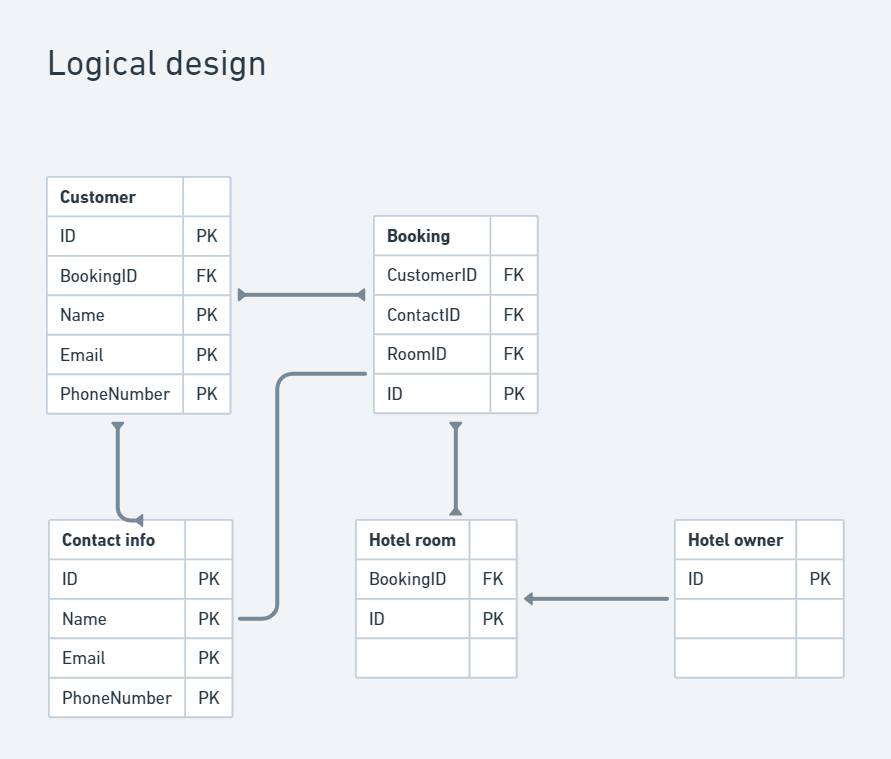 Logical design
Customer
ID PK
BookingID FK
Name PK
Email PK
PhoneNumber PK
Booking
CustomerID FK
ContactID FK
RoomID FK
ID PK
Contact info
ID PK
Name PK
Email PK
PhoneNumber PK
Hotel room
BookingID FK
ID PK
Hotel owner
ID PK